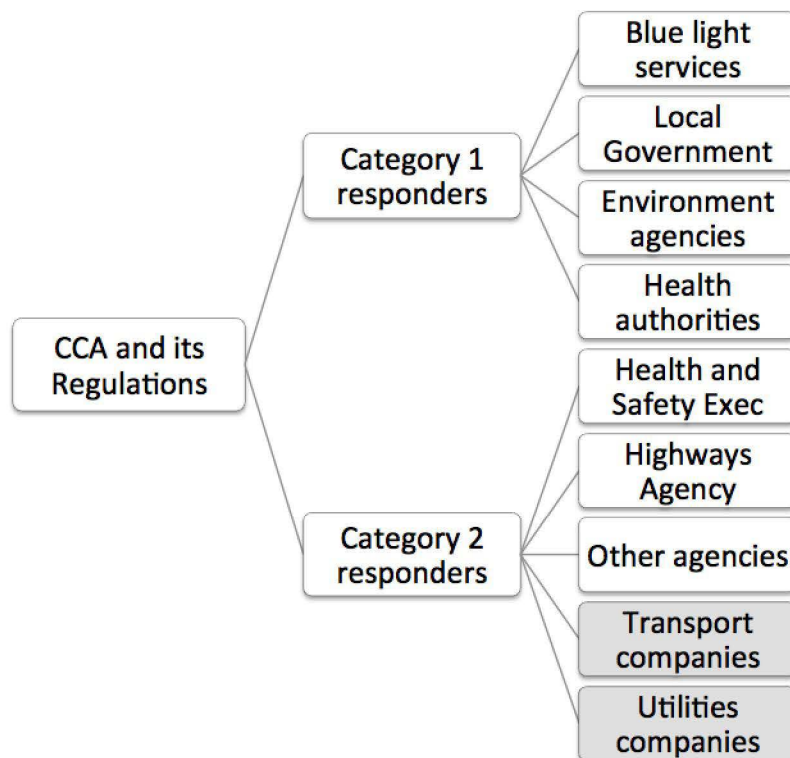 Blue light
services
Local
Government
Category 1
responders
Environment
agencies
Health
authorities
CCA and its
Regulations
Health and
Safety Exec
Highways
Agency
Category 2
responders
Other agencies
Transport
companies
Utilities
companies